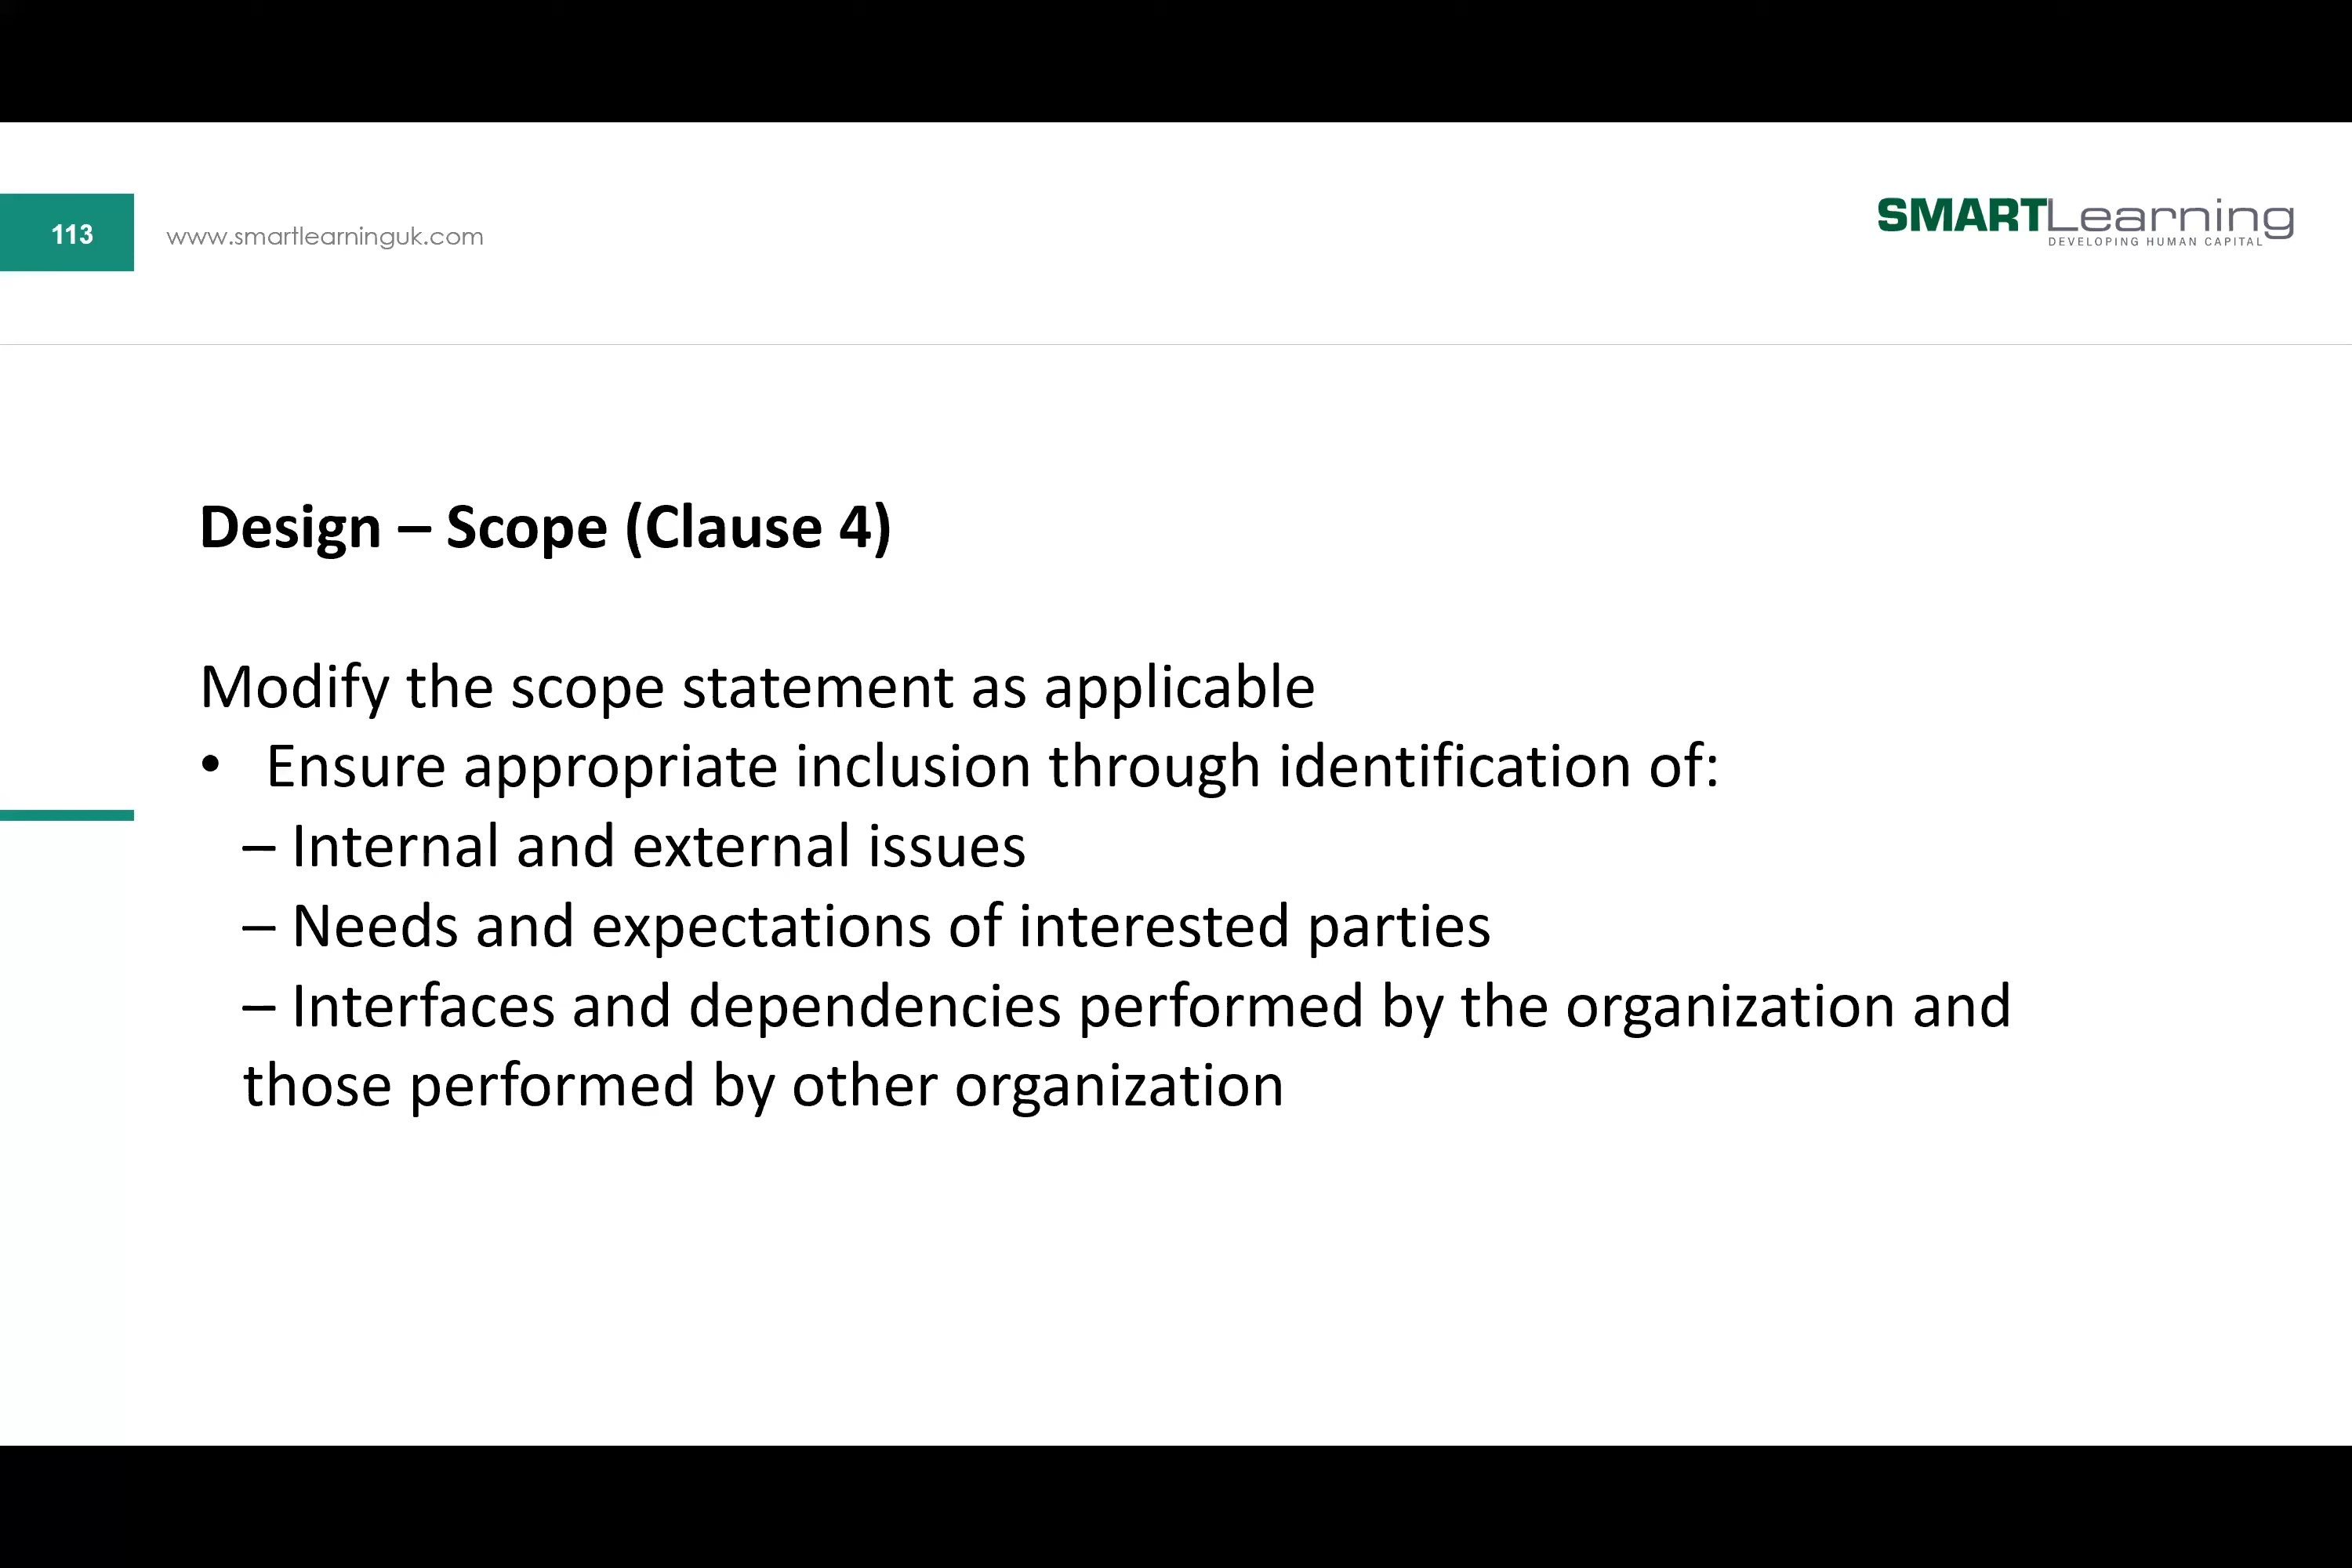 113
www.smartlearninguk.com
SMARTLearning
DEVELOPING HUMAN CAPITAL
Design – Scope (Clause 4)
Modify the scope statement as applicable
• Ensure appropriate inclusion through identification of:
– Internal and external issues
– Needs and expectations of interested parties
– Interfaces and dependencies performed by the organization and
those performed by other organization